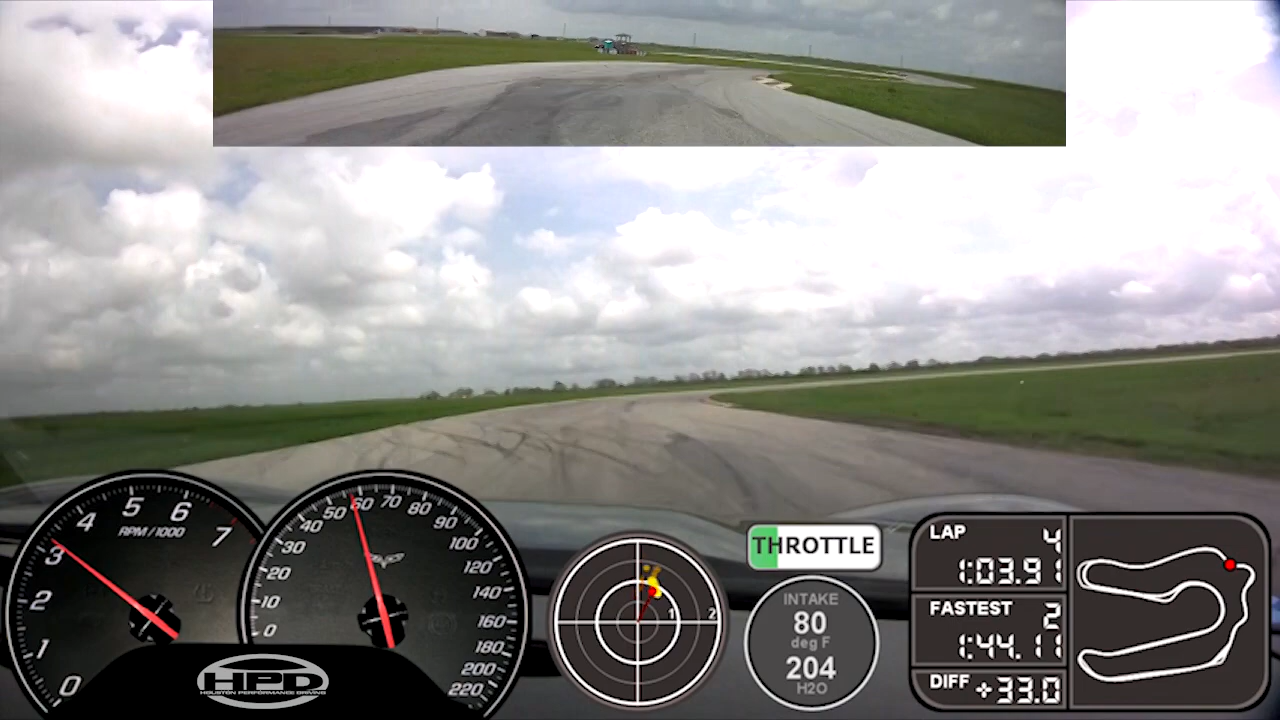 0 1 2 3 4 5 6 7
RPM/1000
0 10 20 30 40 50 60 70 80 90 100 120 140 160 180 200 220
HPD
HOUSTON PERFORMANCE DRIVING
1 2
THROTTLE
INTAKE
80
deg F
204
H2O
LAP 4
1:03.91
FASTEST 2
1:44.11
DIFF +33.0